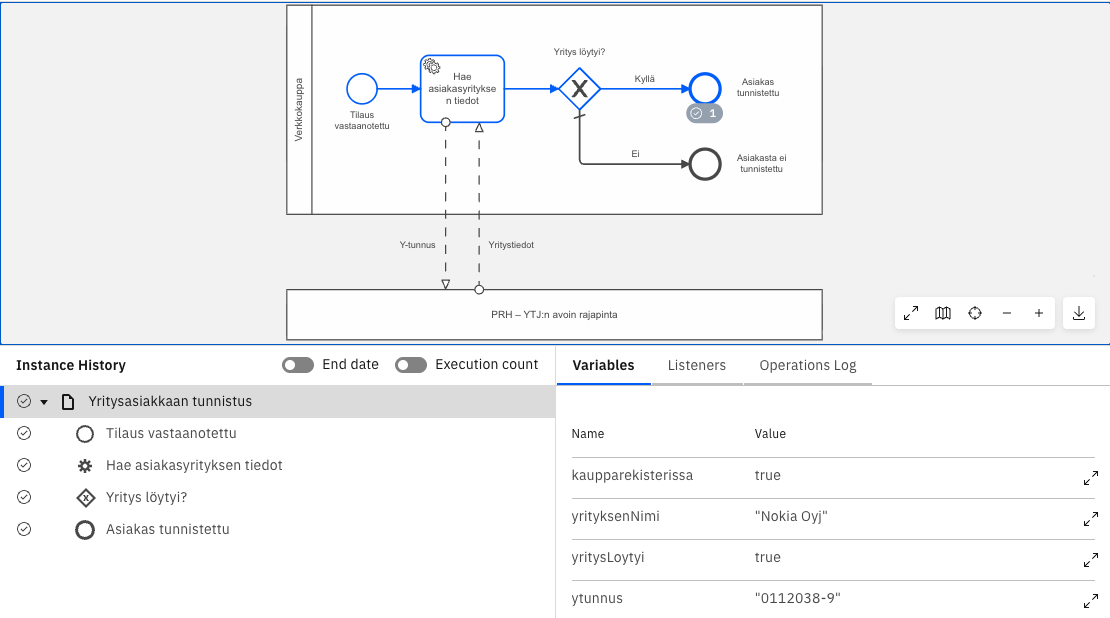 Verkkokauppa
Tilaus
vastaanotettu
Hae
asiakasyritykse
n tiedot
Yritys löytyi?
X
Kyllä
Asiakas
tunnistettu
1
Ei
Asiakasta ei
tunnistettu
Y-tunnus
Yritystiedot
PRH – YTJ:n avoin rajapinta
Instance History
End date
Execution count
Yritysasiakkaan tunnistus
Tilaus vastaanotettu
Hae asiakasyrityksen tiedot
Yritys löytyi?
Asiakas tunnistettu
Variables Listeners Operations Log
Name Value
kaupparekisterissa true
yrityksenNimi "Nokia Oyj"
yritysLoytyi true
ytunnus "0112038-9"